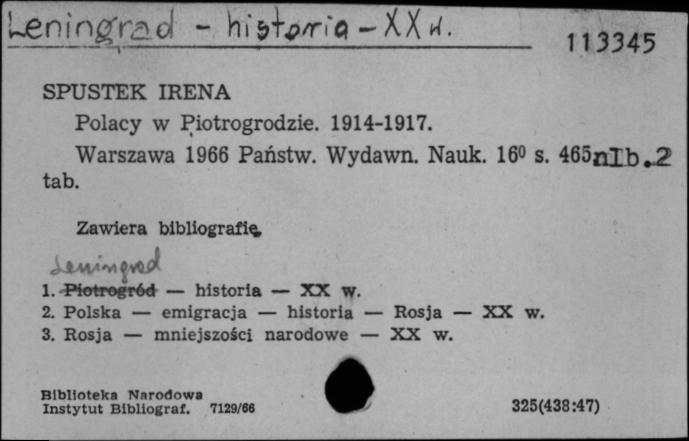 Leningrad - historia - XX w.
113345
SPUSTEK IRENA
Polacy w Piotrogrodzie. 1914-1917.
Warszawa 1966 Państw. Wydawn. Nauk. 16⁰ s. 465nlb.2
tab.
Zawiera bibliografię
Leningrad
1. Piotrogród — historia — XX w.
2. Polska — emigracja — historia — Rosja — XX w.
3. Rosja — mniejszości narodowe — XX w.
Biblioteka Narodowa
Instytut Bibliograf. 7129/66
325(438:47)